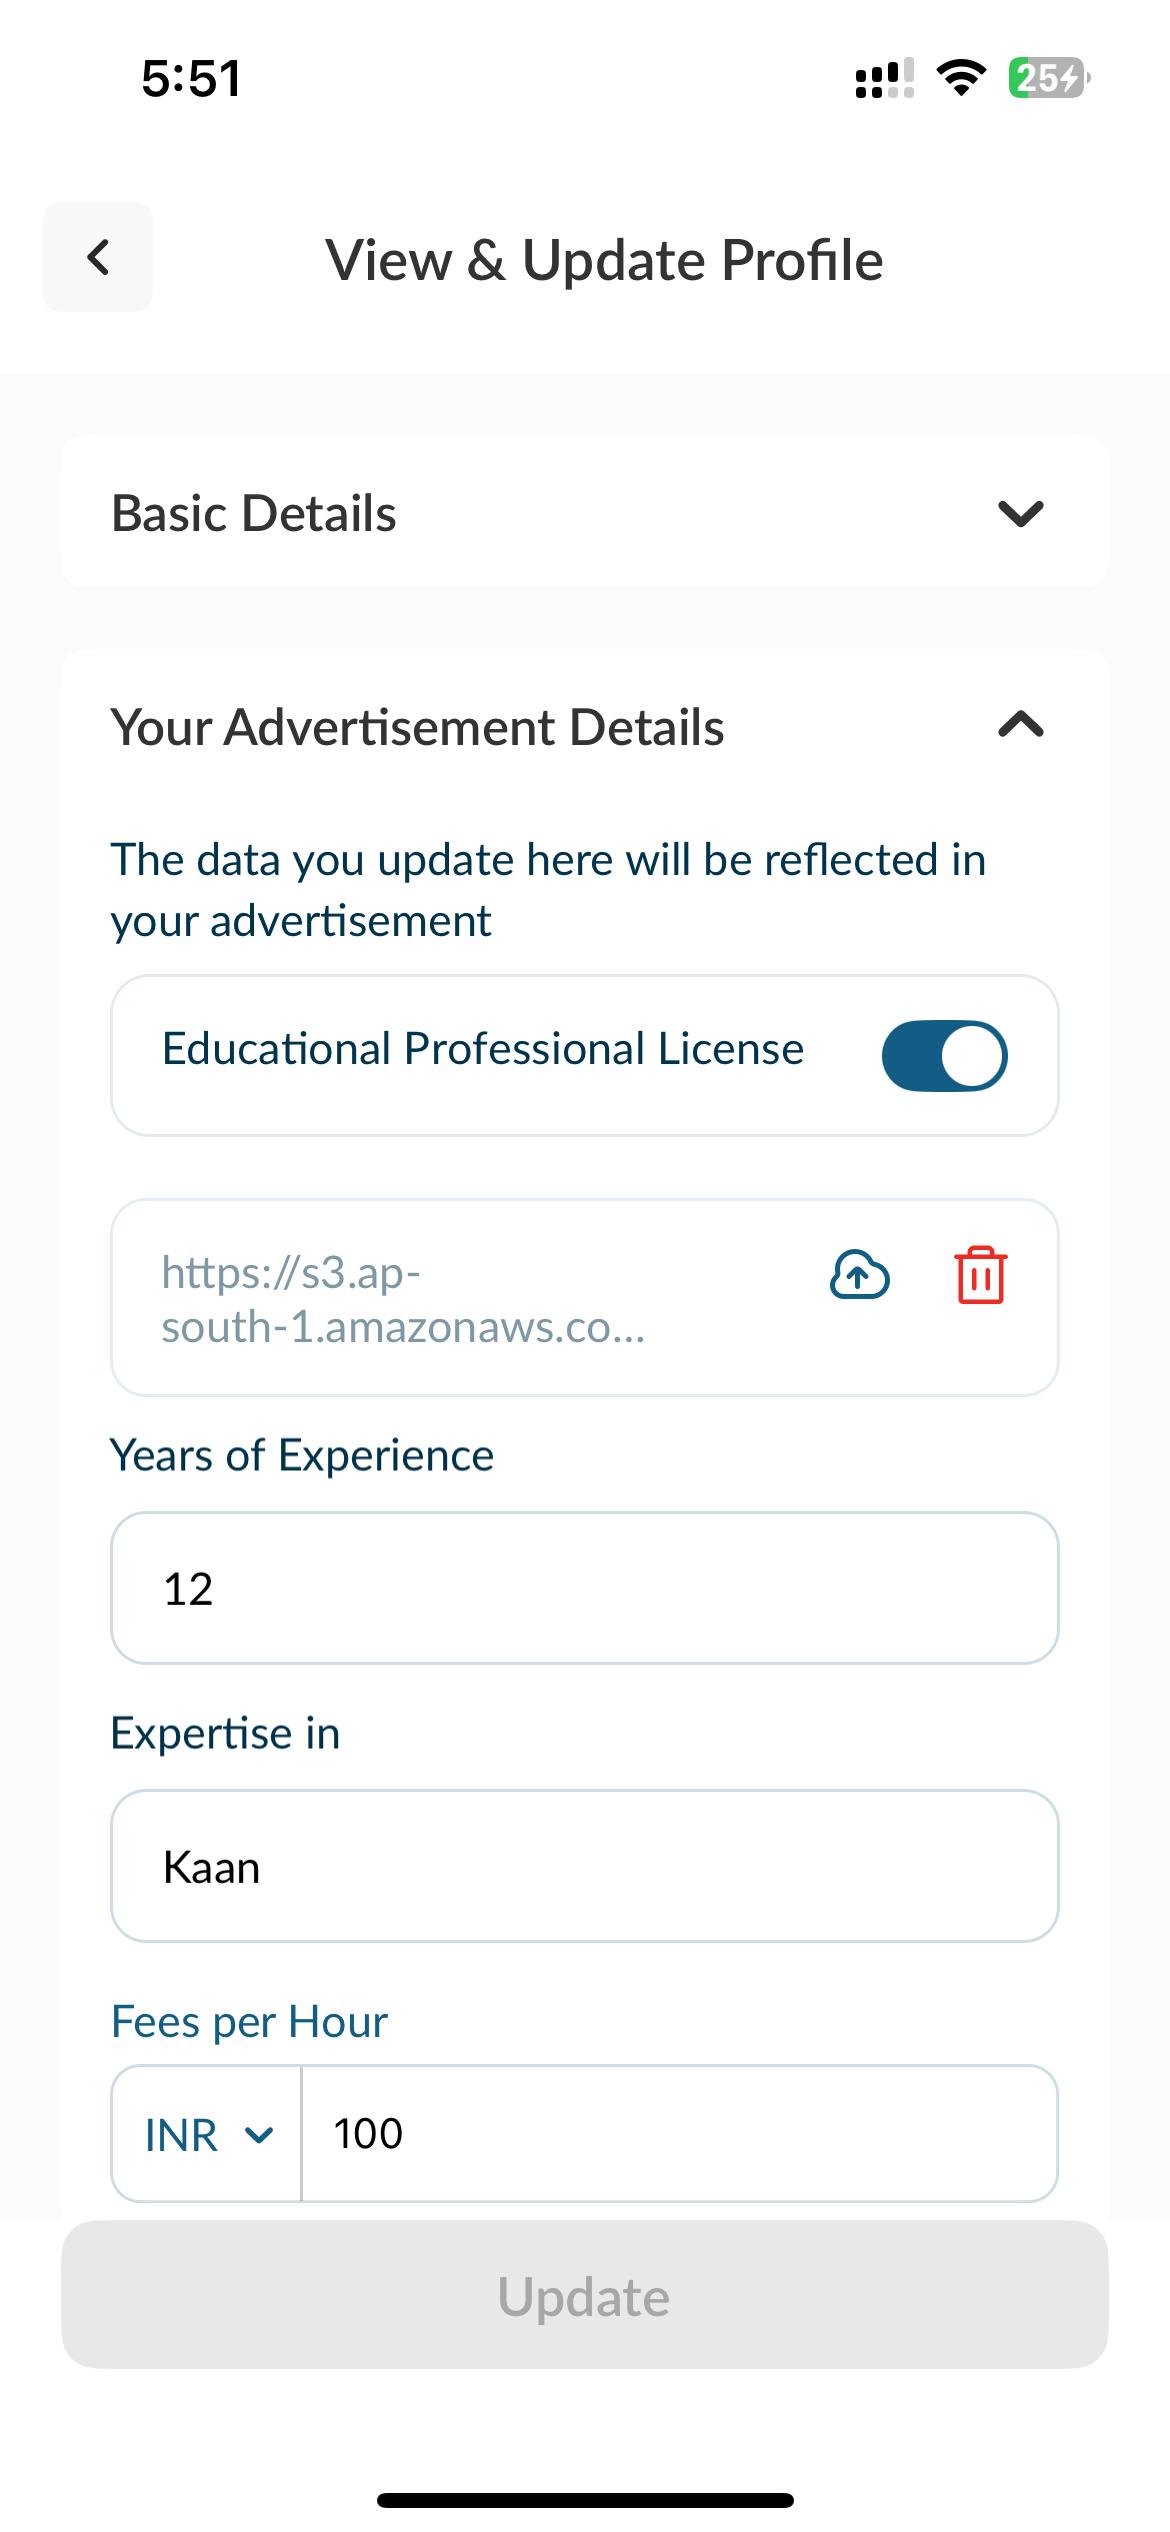 5:51
25
View & Update Profile
Basic Details
Your Advertisement Details
The data you update here will be reflected in
your advertisement
Educational Professional License
https://s3.ap-
south-1.amazonaws.co...
Years of Experience
12
Expertise in
Kaan
Fees per Hour
INR 100
Update